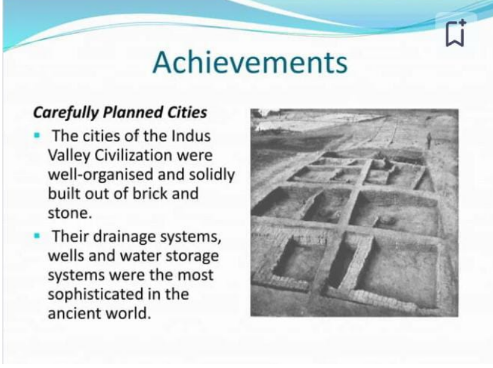 Achievements
Carefully Planned Cities
The cities of the Indus
Valley Civilization were
well-organised and solidly
built out of brick and
stone.
Their drainage systems,
wells and water storage
systems were the most
sophisticated in the
ancient world.